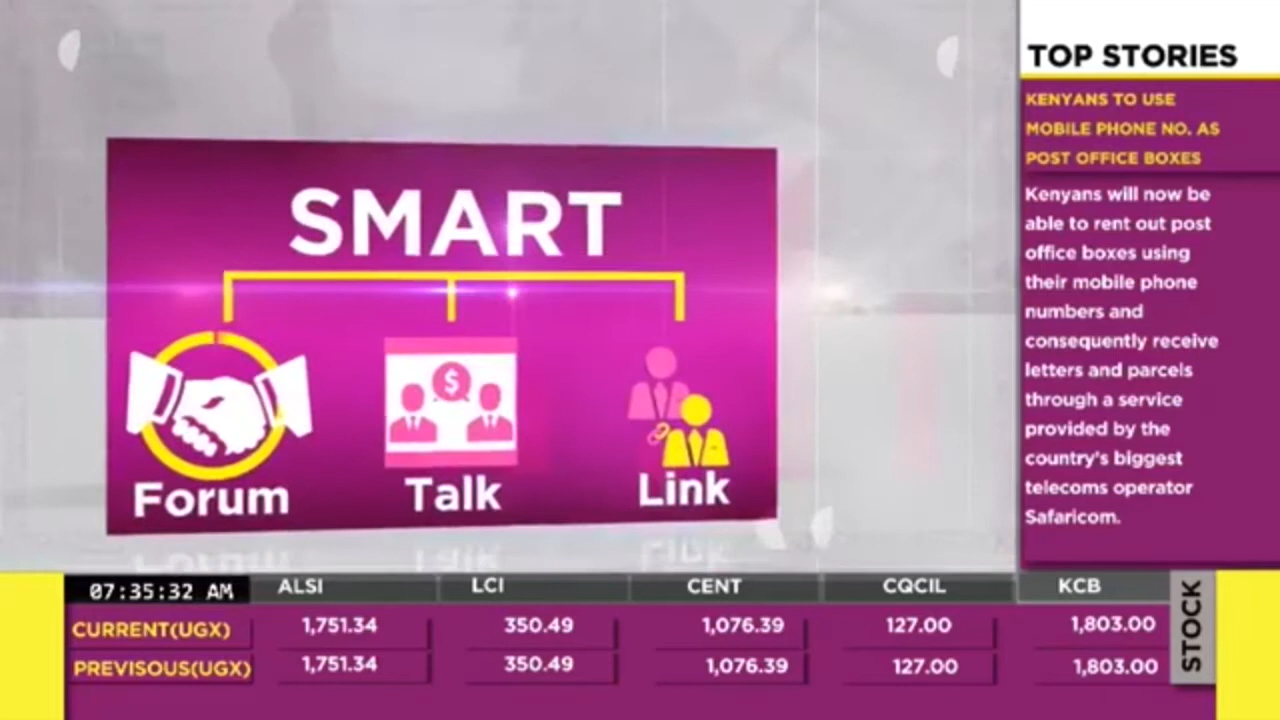 TOP STORIES
KENYANS TO USE
MOBILE PHONE NO. AS
POST OFFICE BOXES
Kenyans will now be
able to rent out post
office boxes using
their mobile phone
numbers and
consequently receive
letters and parcels
through a service
provided by the
country's biggest
telecoms operator
Safaricom.
SMART
$
Forum Talk Link
07:35:32 AM ALSI LCI CENT CQCIL KCB
CURRENT(UGX) 1,751.34 350.49 1,076.39 127.00 1,803.00
PREVISOUS(UGX) 1,751.34 350.49 1,076.39 127.00 1,803.00
STOCK